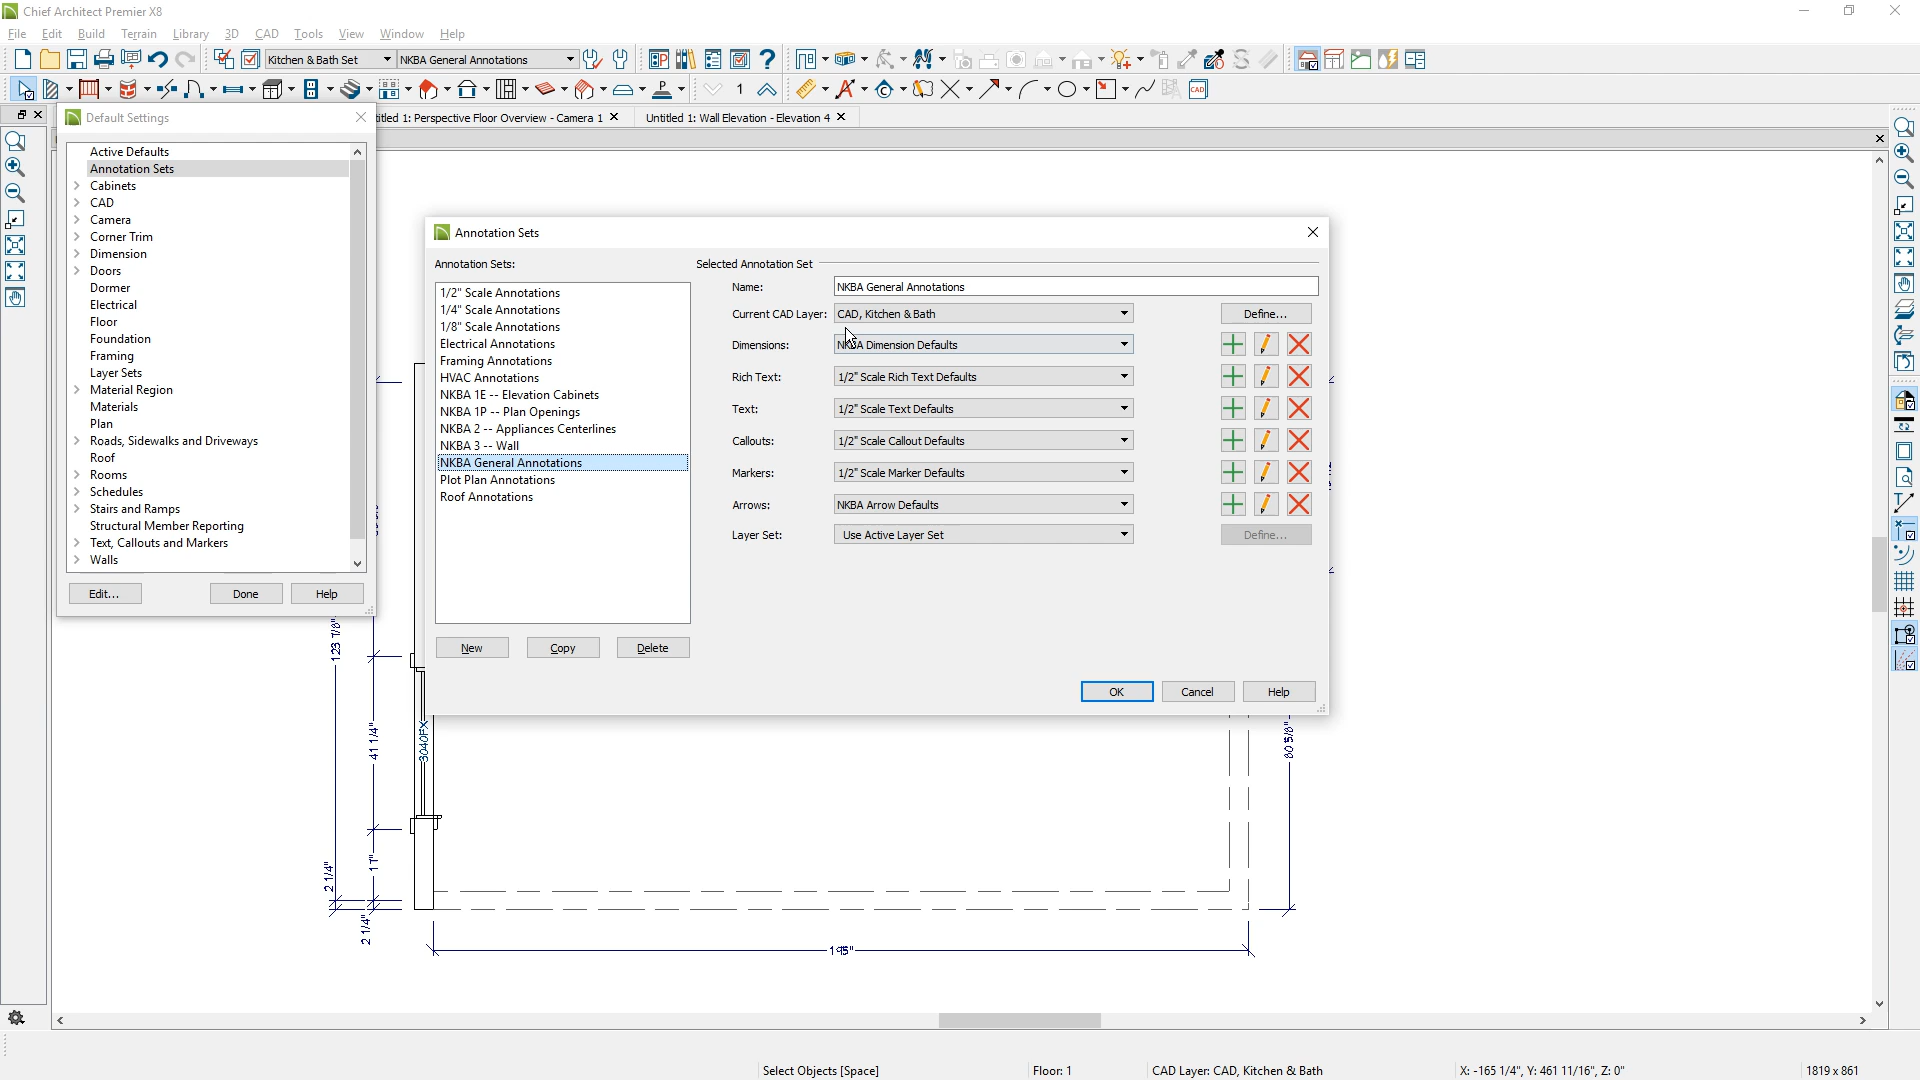 Chief Architect Premier X8
File Edit Build Terrain Library 3D CAD Tools View Window Help
Kitchen & Bath Set NKBA General Annotations
1
CAD
Default Settings
tled 1: Perspective Floor Overview - Camera 1
Untitled 1: Wall Elevation - Elevation 4
Active Defaults
Annotation Sets
Cabinets
CAD
Camera
Corner Trim
Dimension
Doors
Dormer
Electrical
Floor
Foundation
Framing
Layer Sets
Material Region
Materials
Plan
Roads, Sidewalks and Driveways
Roof
Rooms
Schedules
Stairs and Ramps
Structural Member Reporting
Text, Callouts and Markers
Walls
Edit... Done Help
Annotation Sets
Annotation Sets:
1/2" Scale Annotations
1/4" Scale Annotations
1/8" Scale Annotations
Electrical Annotations
Framing Annotations
HVAC Annotations
NKBA 1E -- Elevation Cabinets
NKBA 1P -- Plan Openings
NKBA 2 -- Appliances Centerlines
NKBA 3 -- Wall
NKBA General Annotations
Plot Plan Annotations
Roof Annotations
New Copy Delete
Selected Annotation Set
Name: NKBA General Annotations
Current CAD Layer: CAD, Kitchen & Bath Define...
Dimensions: NKBA Dimension Defaults
Rich Text: 1/2" Scale Rich Text Defaults
Text: 1/2" Scale Text Defaults
Callouts: 1/2" Scale Callout Defaults
Markers: 1/2" Scale Marker Defaults
Arrows: NKBA Arrow Defaults
Layer Set: Use Active Layer Set Define...
OK Cancel Help
123 1/8"
41 1/4"
3040FX
17"
2 1/4"
2 1/4"
195"
60 5/8"
Select Objects [Space] Floor: 1 CAD Layer: CAD, Kitchen & Bath X: -165 1/4", Y: 461 11/16", Z: 0" 1819 x 861